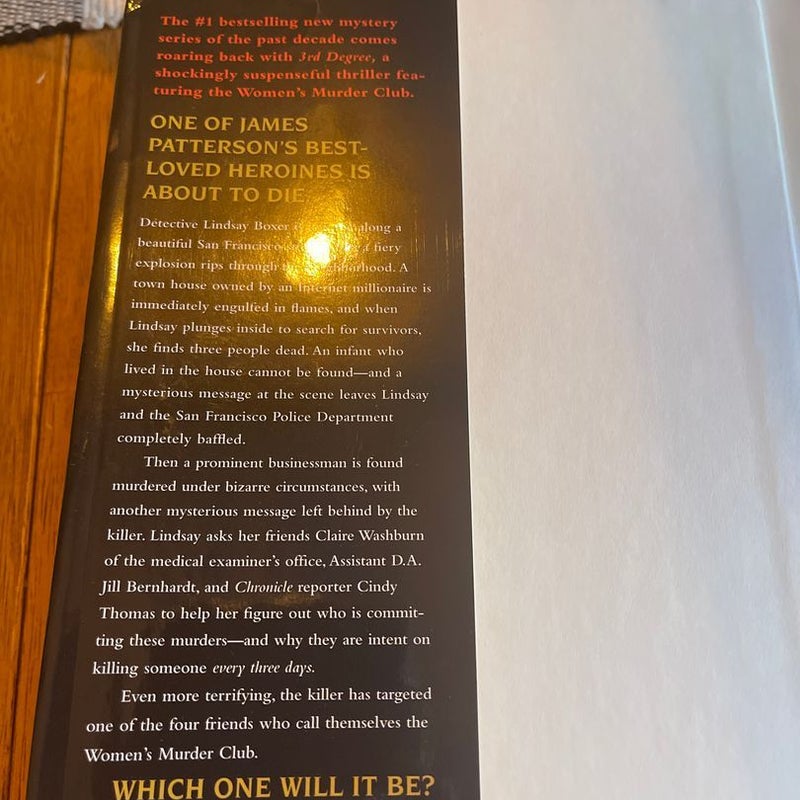 The #1 bestselling new mystery
series of the past decade comes
roaring back with 3rd Degree, a
shockingly suspenseful thriller fea-
turing the Women's Murder Club.
ONE OF JAMES
PATTERSON'S BEST-
LOVED HEROINES IS
ABOUT TO DIE
Detective Lindsay Boxer along a
beautiful San Francisco fiery
explosion rips through A
town house owned by an Internet millionaire is
immediately engulfed in flames, and when
Lindsay plunges inside to search for survivors,
she finds three people dead. An infant who
lived in the house cannot be found—and a
mysterious message at the scene leaves Lindsay
and the San Francisco Police Department
completely baffled.
Then a prominent businessman is found
murdered under bizarre circumstances, with
another mysterious message left behind by the
killer. Lindsay asks her friends Claire Washburn
of the medical examiner's office, Assistant D.A.
Jill Bernhardt, and Chronicle reporter Cindy
Thomas to help her figure out who is commit-
ting these murders—and why they are intent on
killing someone every three days.
Even more terrifying, the killer has targeted
one of the four friends who call themselves the
Women's Murder Club.
WHICH ONE WILL IT BE?